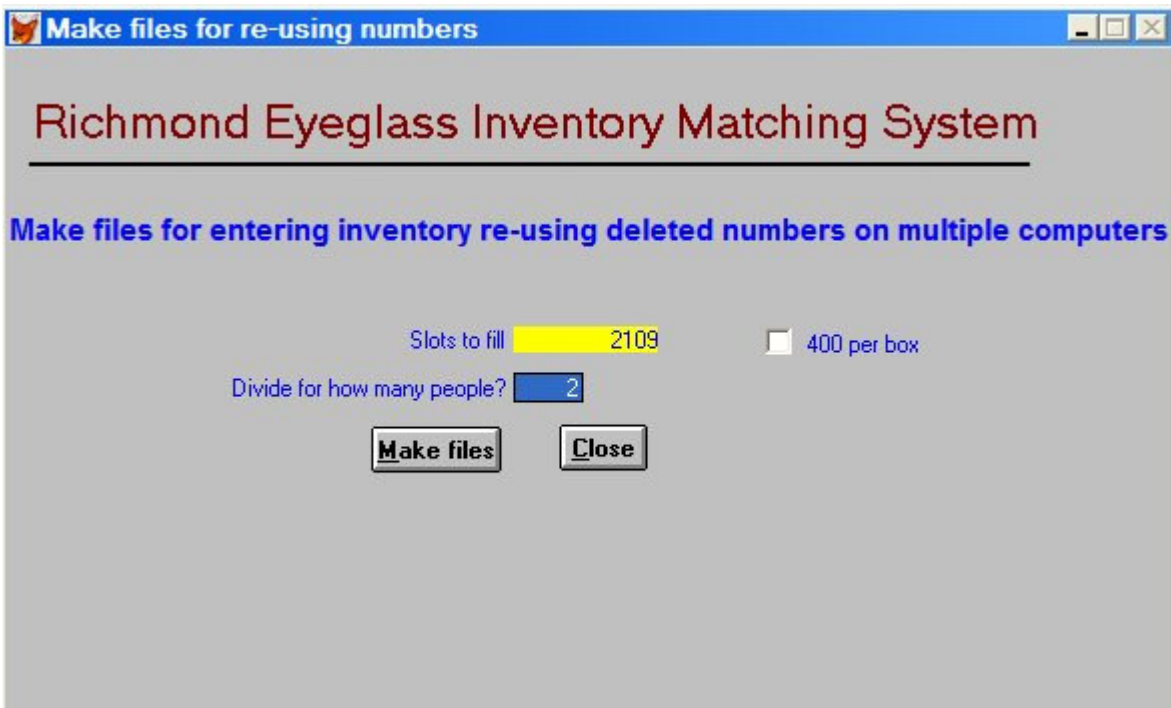 Make files for re-using numbers
Richmond Eyeglass Inventory Matching System
Make files for entering inventory re-using deleted numbers on multiple computers
Slots to fill 2109 400 per box
Divide for how many people? 2
Make files Close